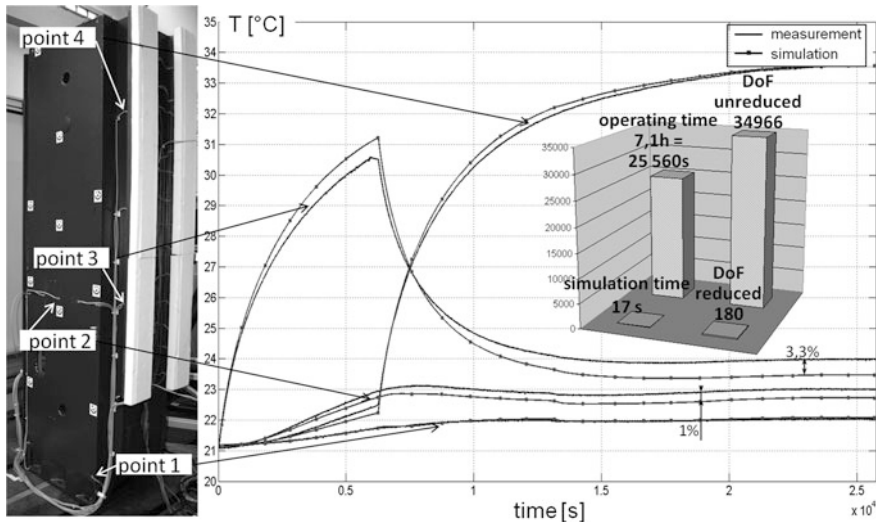 point 4
point 3
point 2
point 1
T [°C]
35
34
33
32
31
30
29
28
27
26
25
24
23
22
21
20
measurement
simulation
DoF
unreduced
34966
operating time
7,1h =
25 560s
35000
30000
25000
20000
15000
10000
5000
0
simulation time
17 s
DoF
reduced
180
3,3%
1%
0
0.5
1
1.5
2
2.5
time [s]
x 10⁴